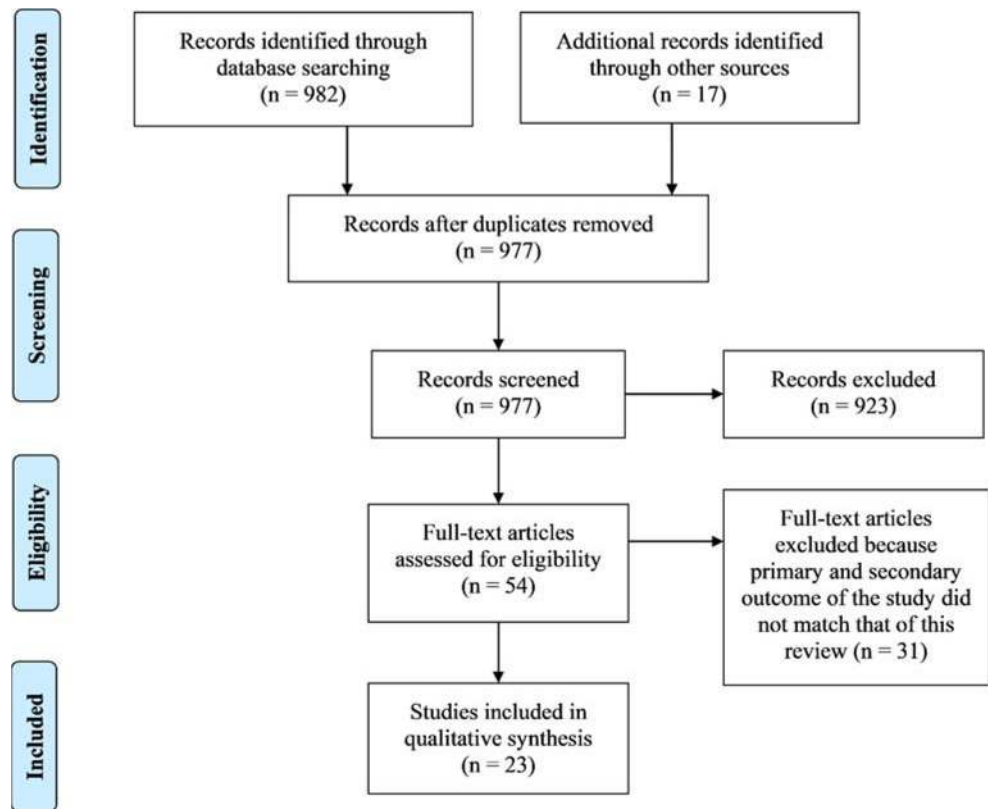 Identification
Records identified through
database searching
(n = 982)
Additional records identified
through other sources
(n = 17)
Records after duplicates removed
(n = 977)
Screening
Records screened
(n = 977)
Records excluded
(n = 923)
Eligibility
Full-text articles
assessed for eligibility
(n = 54)
Full-text articles
excluded because
primary and secondary
outcome of the study did
not match that of this
review (n = 31)
Included
Studies included in
qualitative synthesis
(n = 23)